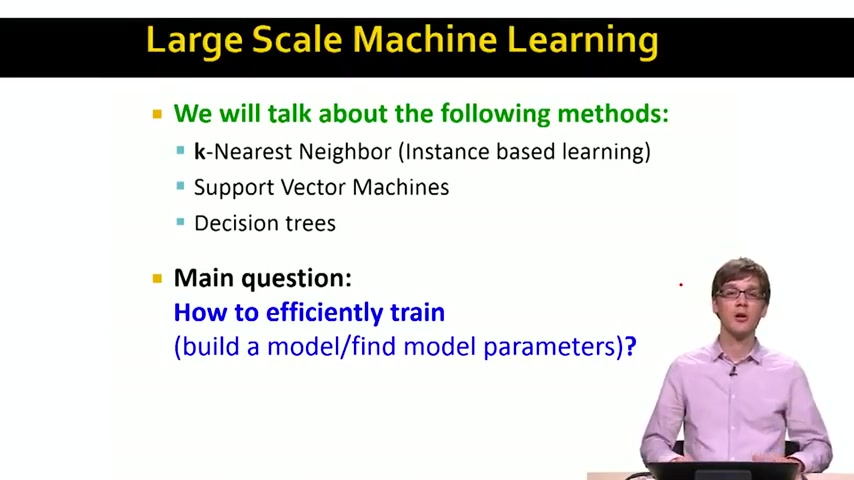 Large Scale Machine Learning
We will talk about the following methods:
k-Nearest Neighbor (Instance based learning)
Support Vector Machines
Decision trees
Main question:
How to efficiently train
(build a model/find model parameters)?